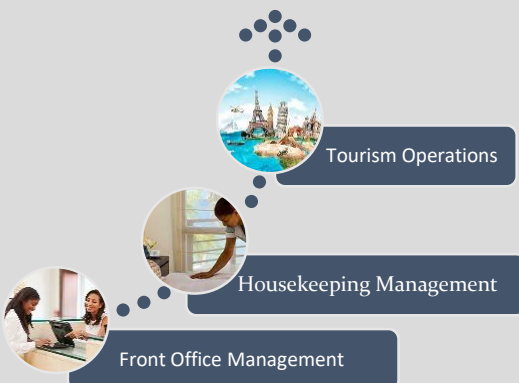 Tourism Operations
Housekeeping Management
Front Office Management